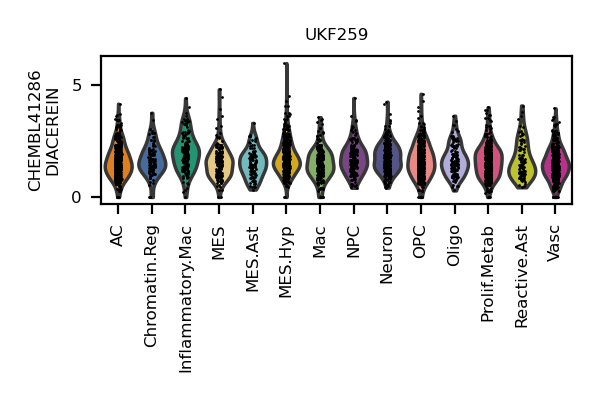 UKF259
CHEMBL41286
DIACEREIN
5
0
AC
Chromatin.Reg
Inflammatory.Mac
MES
MES.Ast
MES.Hyp
Mac
NPC
Neuron
OPC
Oligo
Prolif.Metab
Reactive.Ast
Vasc